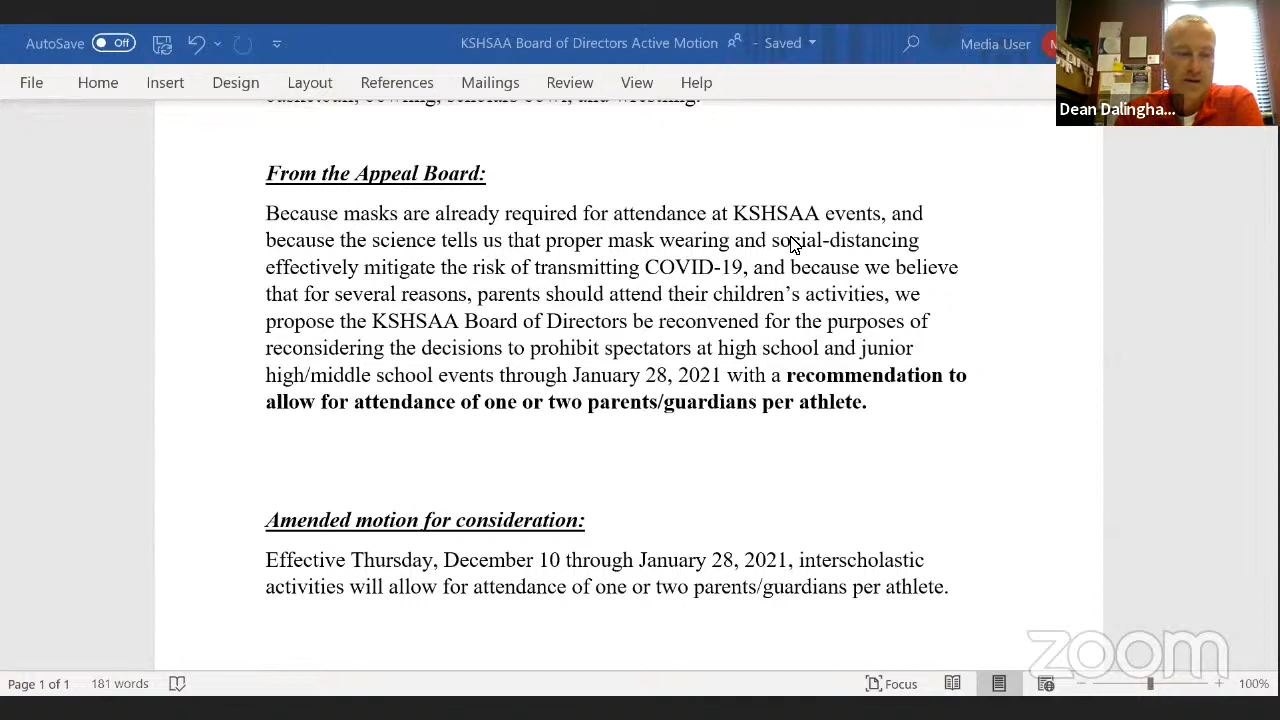 AutoSave Off KSHSAA Board of Directors Active Motion - Saved Media User
File Home Insert Design Layout References Mailings Review View Help
Dean Dalingha...
basketball, bowling, scholars bowl, and wrestling.
From the Appeal Board:
Because masks are already required for attendance at KSHSAA events, and
because the science tells us that proper mask wearing and social-distancing
effectively mitigate the risk of transmitting COVID-19, and because we believe
that for several reasons, parents should attend their children’s activities, we
propose the KSHSAA Board of Directors be reconvened for the purposes of
reconsidering the decisions to prohibit spectators at high school and junior
high/middle school events through January 28, 2021 with a recommendation to
allow for attendance of one or two parents/guardians per athlete.
Amended motion for consideration:
Effective Thursday, December 10 through January 28, 2021, interscholastic
activities will allow for attendance of one or two parents/guardians per athlete.
zoom
Page 1 of 1 181 words Focus 100%